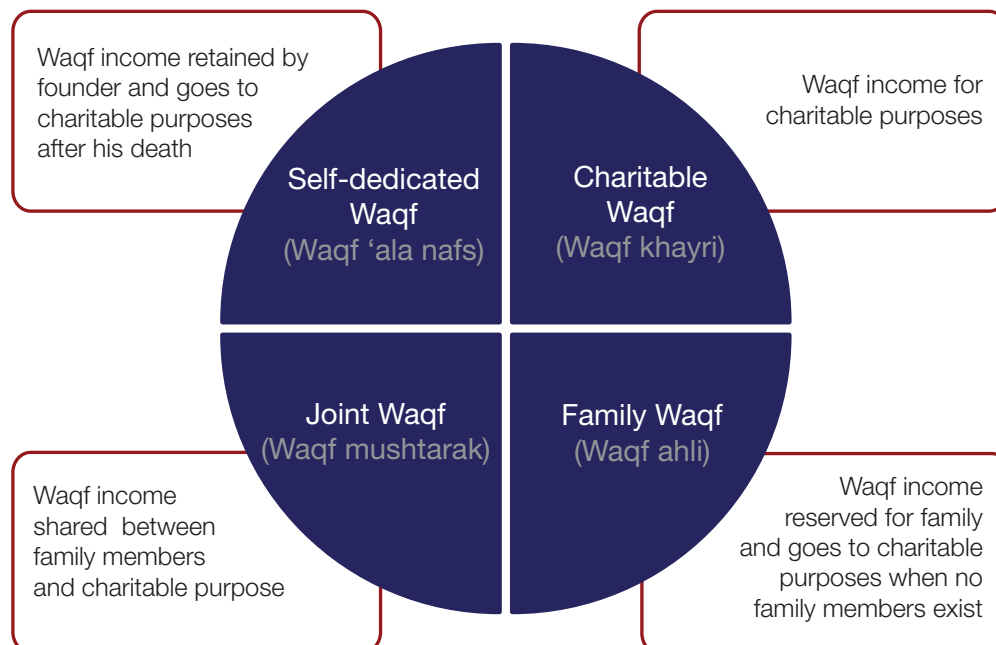 Waqf income retained by
founder and goes to
charitable purposes
after his death
Waqf income for
charitable purposes
Self-dedicated
Waqf
(Waqf ‘ala nafs)
Charitable
Waqf
(Waqf khayri)
Joint Waqf
(Waqf mushtarak)
Family Waqf
(Waqf ahli)
Waqf income
shared between
family members
and charitable purpose
Waqf income
reserved for family
and goes to charitable
purposes when no
family members exist